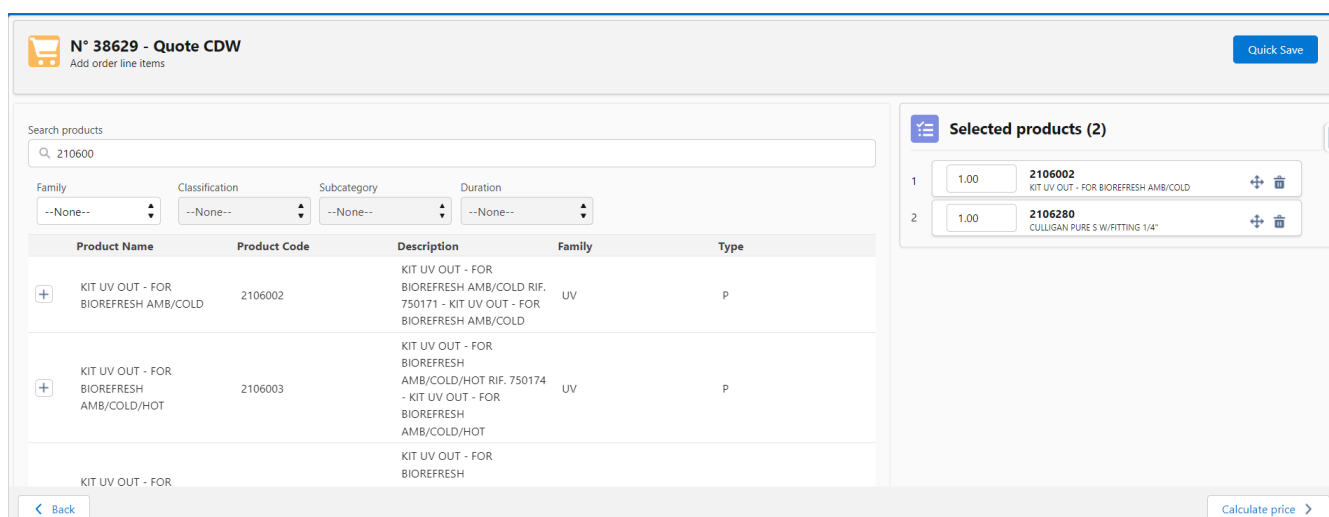 N° 38629 - Quote CDW
Add order line items
Quick Save
Search products
210600
Family Classification Subcategory Duration
--None-- --None-- --None-- --None--
Product Name Product Code Description Family Type
KIT UV OUT - FOR
BIOREFRESH AMB/COLD
2106002
KIT UV OUT - FOR
BIOREFRESH AMB/COLD RIF.
750171 - KIT UV OUT - FOR
BIOREFRESH AMB/COLD
UV
P
KIT UV OUT - FOR
BIOREFRESH
AMB/COLD/HOT
2106003
KIT UV OUT - FOR
BIOREFRESH
AMB/COLD/HOT RIF. 750174
- KIT UV OUT - FOR
BIOREFRESH
AMB/COLD/HOT
UV
P
KIT UV OUT - FOR
KIT UV OUT - FOR
BIOREFRESH
Selected products (2)
1 1.00 2106002
KIT UV OUT - FOR BIOREFRESH AMB/COLD
2 1.00 2106280
CULLIGAN PURE S W/FITTING 1/4"
Back
Calculate price